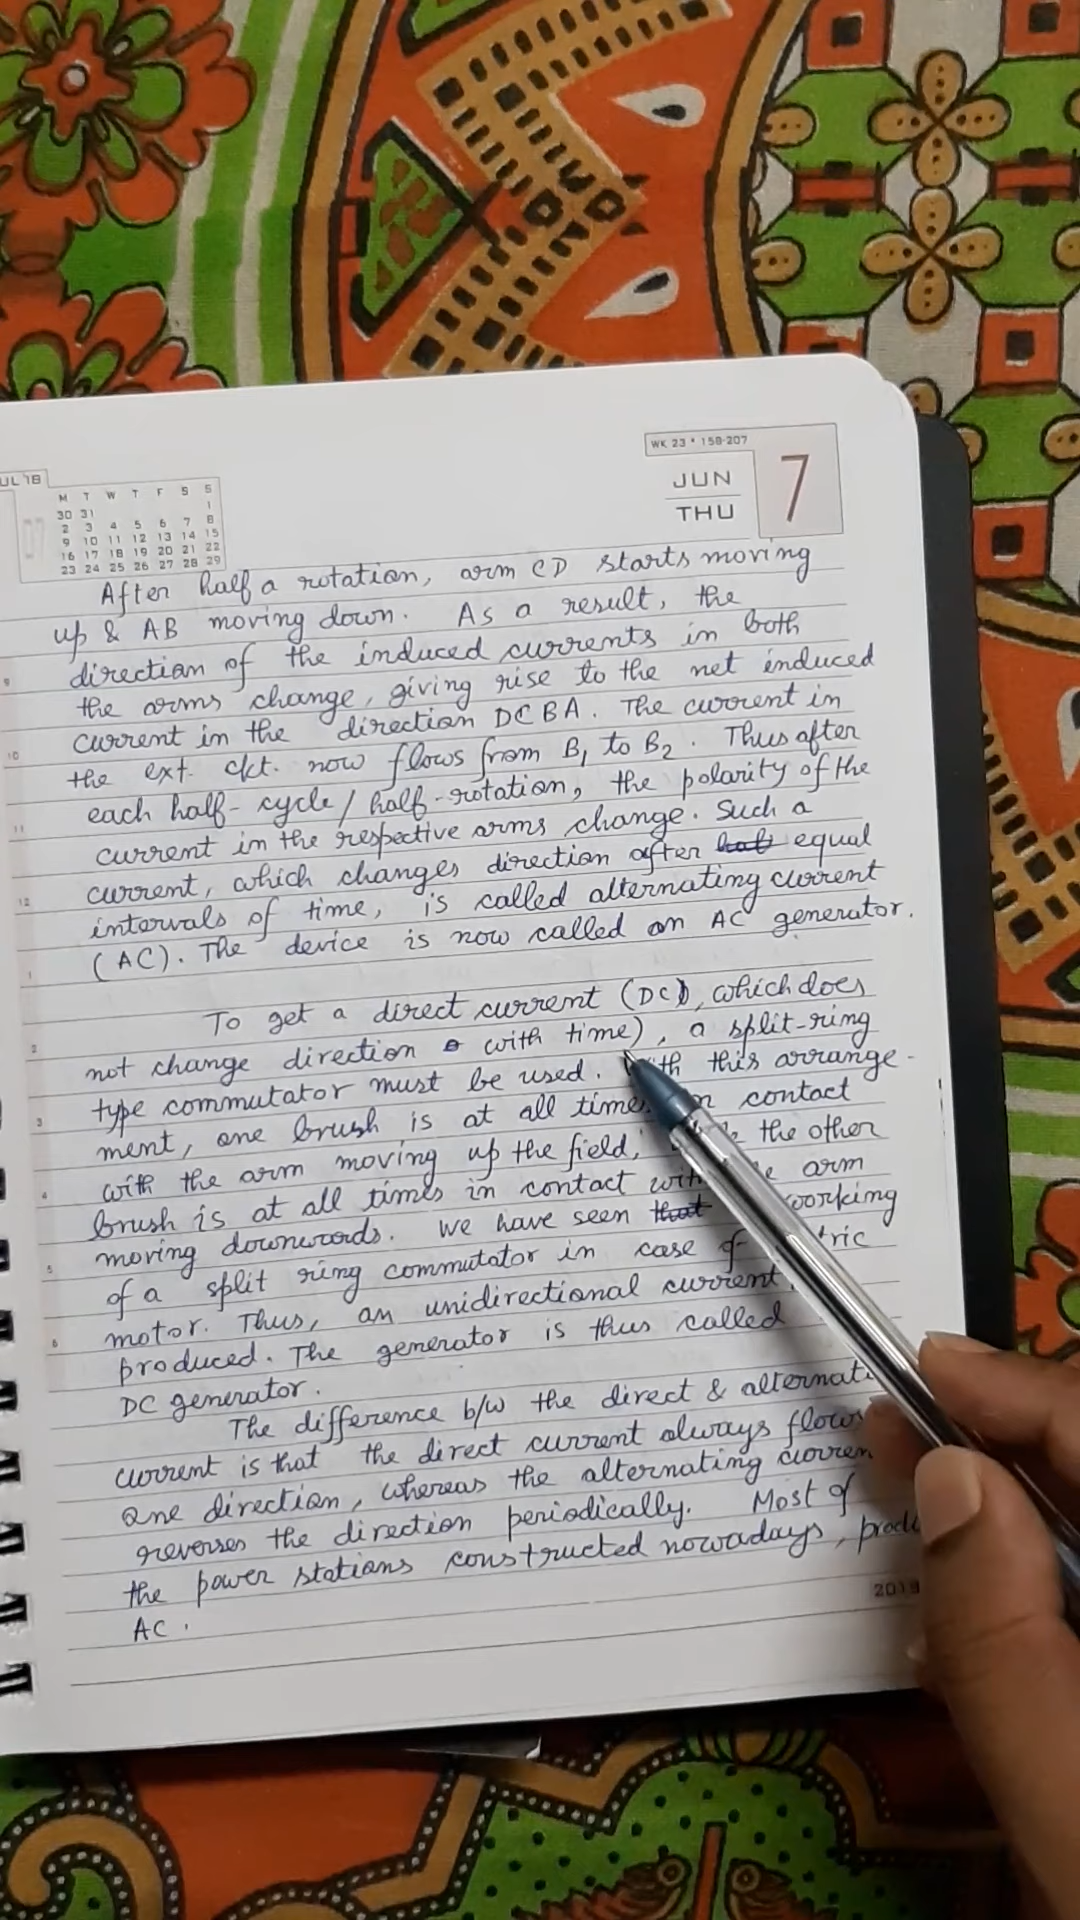 UL '18
M T W T F S S
30 31 1
2 3 4 5 6 7 8
9 10 11 12 13 14 15
16 17 18 19 20 21 22
23 24 25 26 27 28 29
WK 23 • 158-207
JUN
THU
7
After half a rotation, arm CD starts moving
up & AB moving down. As a result, the
direction of the induced currents in both
the arms change, giving rise to the net induced
current in the direction DCBA. The current in
the ext. ckt. now flows from B1 to B2. Thus after
each half-cycle/half-rotation, the polarity of the
current in the respective arms change. Such a
current, which changes direction after equal
intervals of time, is called alternating current
(AC). The device is now called an AC generator.
To get a direct current (DC), which does
not change direction with time), a split-ring
type commutator must be used. this arrange-
ment, one brush is at all contact
with the arm moving up the field, the other
brush is at all times in contact arm
moving downwards. We have seen working
of a split ring commutator in case of
motor. Thus, an unidirectional current
produced. The generator is thus called
DC generator.
The difference b/w the direct &
current is that the direct current always
one direction, whereas the alternating
reverses the direction periodically. Most of
the power stations constructed nowadays,
AC.
9
10
11
12
1
2
3
4
5
6